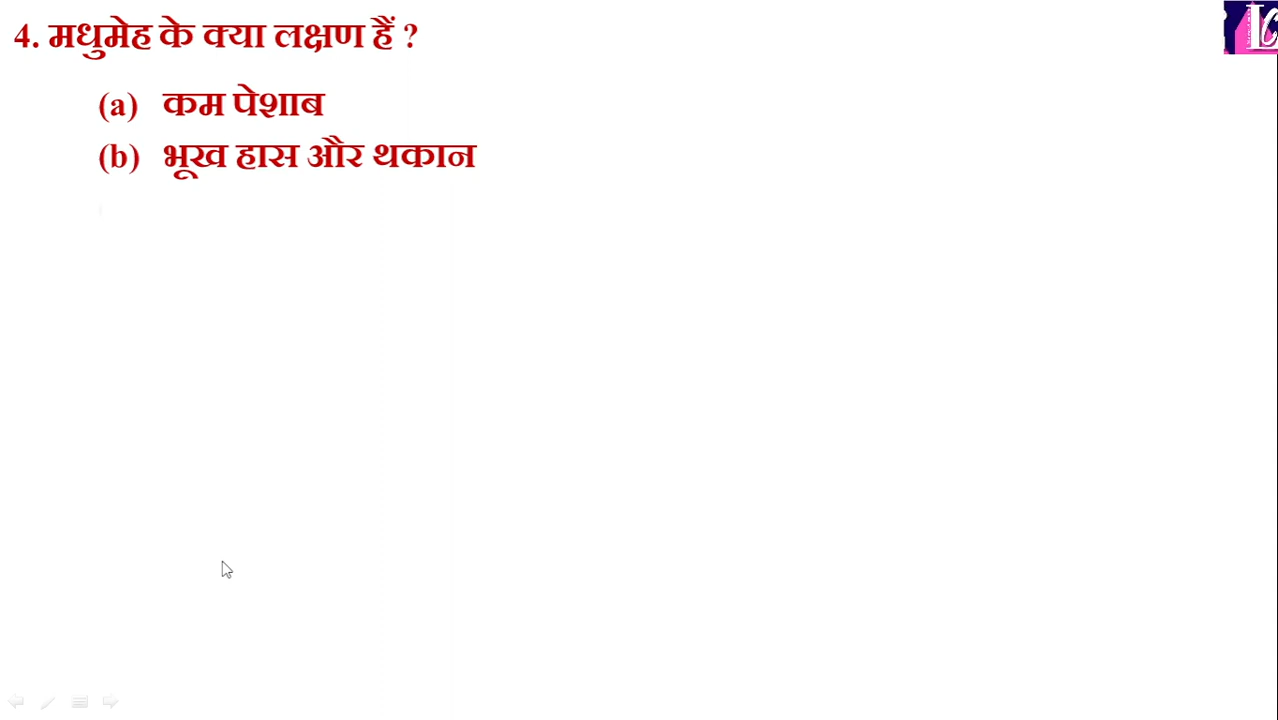 4. मधुमेह के क्या लक्षण हैं ?
(a) कम पेशाब
(b) भूख हास और थकान